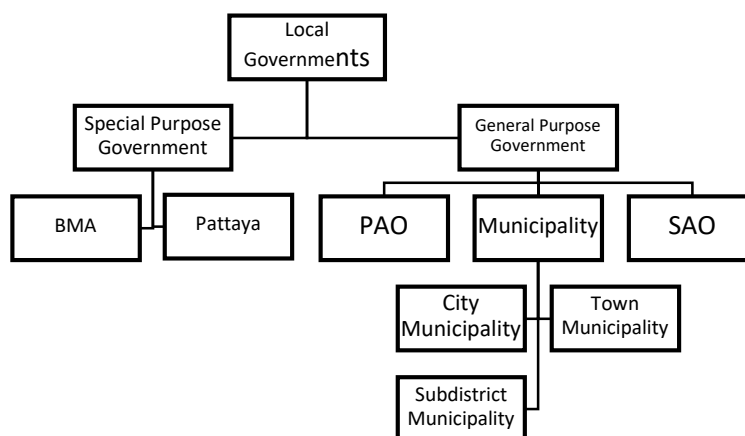 Local
Governments
Special Purpose
Government
General Purpose
Government
BMA
Pattaya
PAO
Municipality
SAO
City
Municipality
Town
Municipality
Subdistrict
Municipality